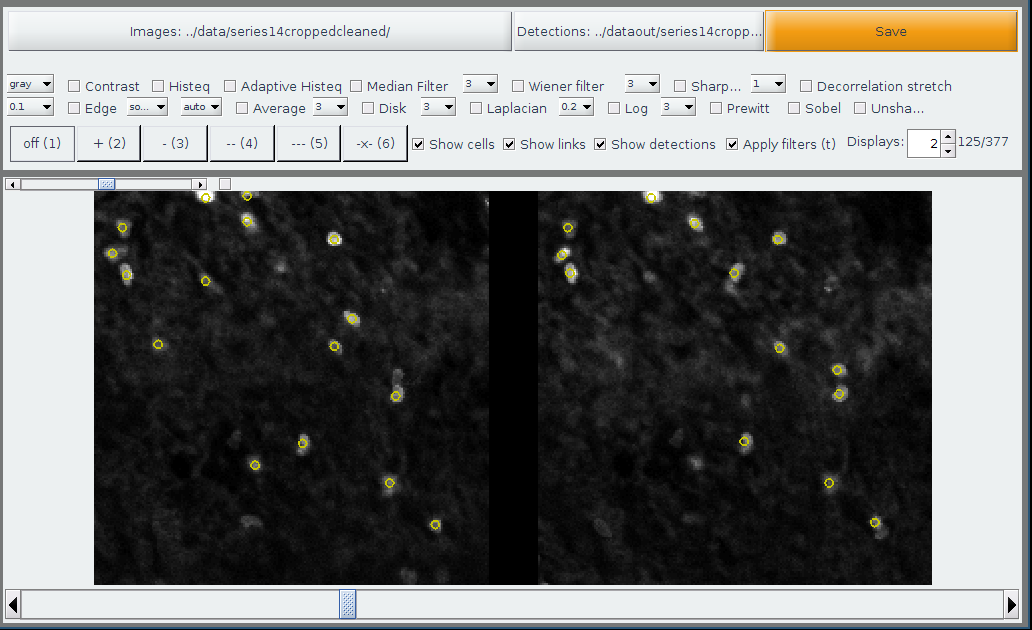 Images: ../data/series14croppedcleaned/ Detections: ../dataout/series14cropp... Save
gray Contrast Histeq Adaptive Histeq Median Filter 3 Wiener filter 3 Sharp... 1 Decorrelation stretch
0.1 Edge so... auto Average 3 Disk 3 Laplacian 0.2 Log 3 Prewitt Sobel Unsha...
off (1) + (2) - (3) -- (4) --- (5) -x- (6) Show cells Show links Show detections Apply filters (t) Displays: 2 125/377